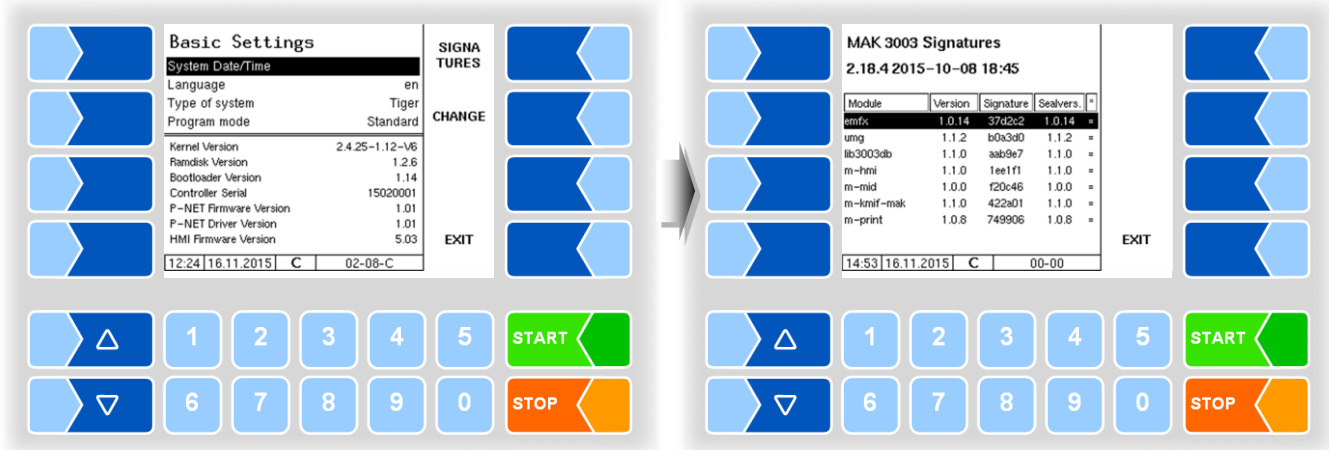 Basic Settings
SIGNA
TURES
System Date/Time
Language en
Type of system Tiger
CHANGE
Program mode Standard
Kernel Version 2.4.25-1.12-V6
Ramdisk Version 1.2.6
Bootloader Version 1.14
Controller Serial 15020001
P-NET Firmware Version 1.01
P-NET Driver Version 1.01
HMI Firmware Version 5.03
EXIT
12:24 16.11.2015 C 02-08-C
1 2 3 4 5 START
6 7 8 9 0 STOP
MAK 3003 Signatures
2.18.4 2015-10-08 18:45
Module Version Signature Sealvers. *
emfx 1.0.14 37d2c2 1.0.14 =
umg 1.1.2 b0a3d0 1.1.2 =
lib3003db 1.1.0 aab9e7 1.1.0 =
m-hmi 1.1.0 1ee1f1 1.1.0 =
m-mid 1.0.0 f20c46 1.0.0 =
m-kmif-mak 1.1.0 422a01 1.1.0 =
m-print 1.0.8 749906 1.0.8 =
EXIT
14:53 16.11.2015 C 00-00
1 2 3 4 5 START
6 7 8 9 0 STOP